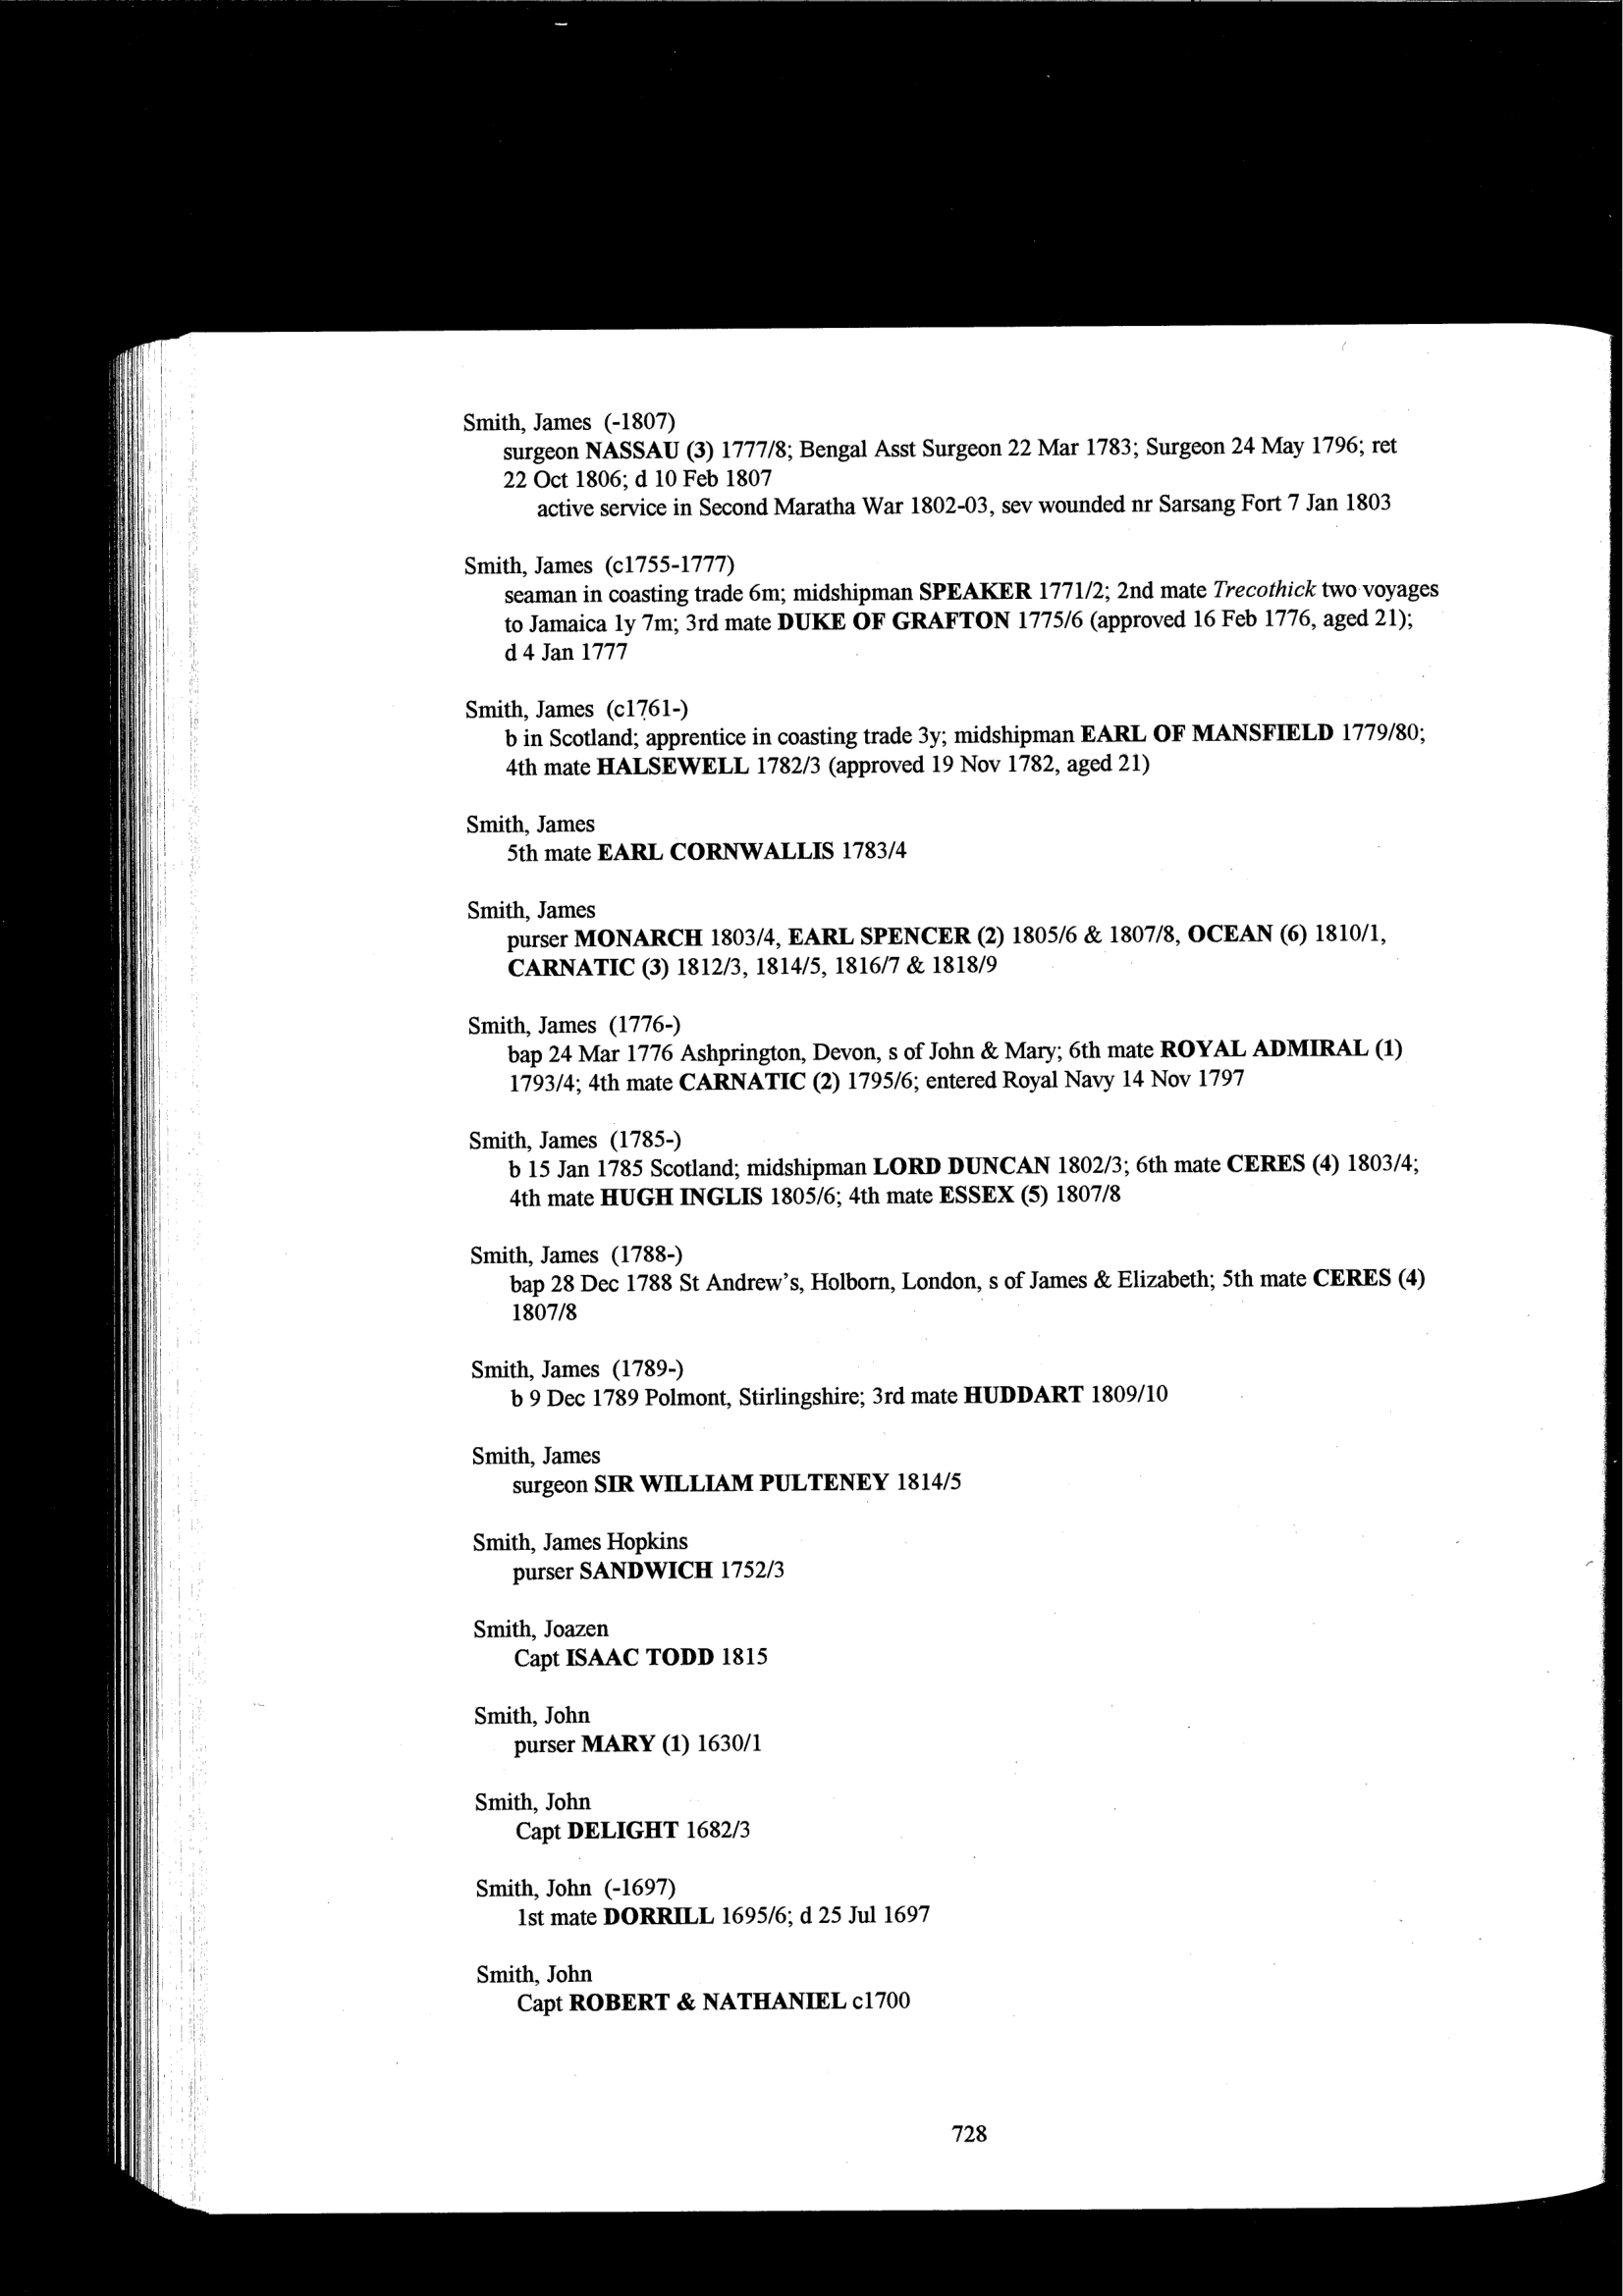 Smith, James (-1807)
surgeon NASSAU (3) 1777/8; Bengal Asst Surgeon 22 Mar 1783; Surgeon 24 May 1796; ret
22 Oct 1806; d 10 Feb 1807
active service in Second Maratha War 1802-03, sev wounded nr Sarsang Fort 7 Jan 1803
Smith, James (c1755-1777)
seaman in coasting trade 6m; midshipman SPEAKER 1771/2; 2nd mate Trecothick two voyages
to Jamaica 1y 7m; 3rd mate DUKE OF GRAFTON 1775/6 (approved 16 Feb 1776, aged 21);
d 4 Jan 1777
Smith, James (c1761-)
b in Scotland; apprentice in coasting trade 3y; midshipman EARL OF MANSFIELD 1779/80;
4th mate HALSEWELL 1782/3 (approved 19 Nov 1782, aged 21)
Smith, James
5th mate EARL CORNWALLIS 1783/4
Smith, James
purser MONARCH 1803/4, EARL SPENCER (2) 1805/6 & 1807/8, OCEAN (6) 1810/1,
CARNATIC (3) 1812/3, 1814/5, 1816/7 & 1818/9
Smith, James (1776-)
bap 24 Mar 1776 Ashprington, Devon, s of John & Mary; 6th mate ROYAL ADMIRAL (1)
1793/4; 4th mate CARNATIC (2) 1795/6; entered Royal Navy 14 Nov 1797
Smith, James (1785-)
b 15 Jan 1785 Scotland; midshipman LORD DUNCAN 1802/3; 6th mate CERES (4) 1803/4;
4th mate HUGH INGLIS 1805/6; 4th mate ESSEX (5) 1807/8
Smith, James (1788-)
bap 28 Dec 1788 St Andrew's, Holborn, London, s of James & Elizabeth; 5th mate CERES (4)
1807/8
Smith, James (1789-)
b 9 Dec 1789 Polmont, Stirlingshire; 3rd mate HUDDART 1809/10
Smith, James
surgeon SIR WILLIAM PULTENEY 1814/5
Smith, James Hopkins
purser SANDWICH 1752/3
Smith, Joazen
Capt ISAAC TODD 1815
Smith, John
purser MARY (1) 1630/1
Smith, John
Capt DELIGHT 1682/3
Smith, John (-1697)
1st mate DORRILL 1695/6; d 25 Jul 1697
Smith, John
Capt ROBERT & NATHANIEL c1700
728